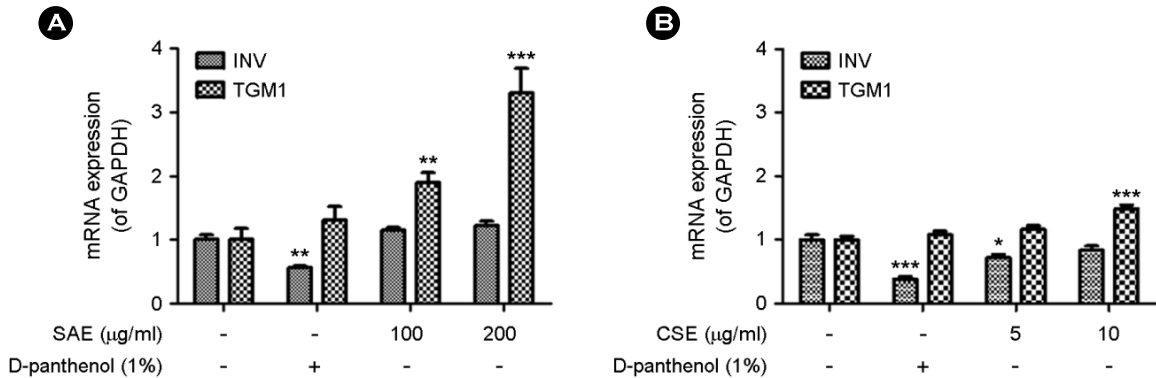 A
mRNA expression
(of GAPDH)
4
3
2
1
0
INV
TGM1
**
**
***
SAE (μg/ml) - - 100 200
D-panthenol (1%) - + - -
B
mRNA expression
(of GAPDH)
4
3
2
1
0
INV
TGM1
***
*
***
CSE (μg/ml) - - 5 10
D-panthenol (1%) - + - -